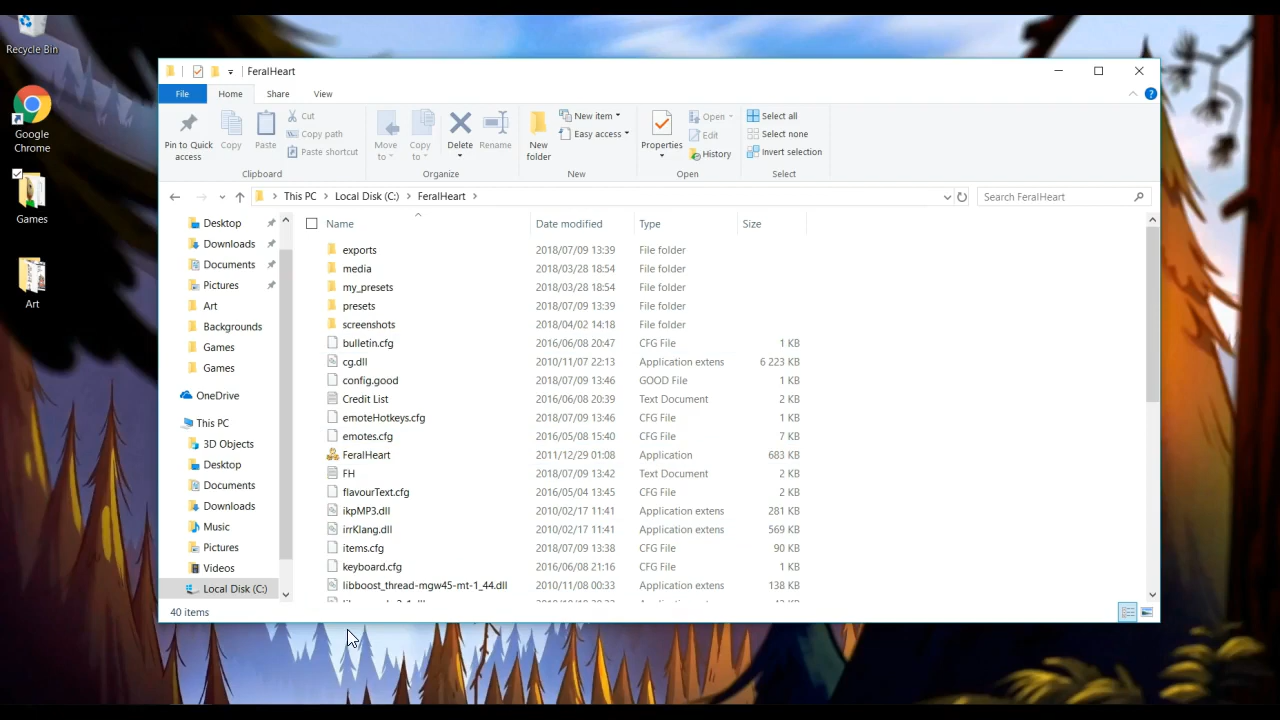 Recycle Bin
Google
Chrome
Games
Art
FeralHeart
File Home Share View
Pin to Quick
access
Copy
Paste
Cut
Copy path
Paste shortcut
Clipboard
Move
to
Copy
to
Delete
Rename
Organize
New
folder
New item
Easy access
New
Properties
Open
Edit
History
Open
Select all
Select none
Invert selection
Select
This PC Local Disk (C:) FeralHeart
Search FeralHeart
Desktop
Downloads
Documents
Pictures
Art
Backgrounds
Games
Games
OneDrive
This PC
3D Objects
Desktop
Documents
Downloads
Music
Pictures
Videos
Local Disk (C:)
Name Date modified Type Size
exports 2018/07/09 13:39 File folder
media 2018/03/28 18:54 File folder
my_presets 2018/03/28 18:54 File folder
presets 2018/07/09 13:39 File folder
screenshots 2018/04/02 14:18 File folder
bulletin.cfg 2016/06/08 20:47 CFG File 1 KB
cg.dll 2010/11/07 22:13 Application extens 6 223 KB
config.good 2018/07/09 13:46 GOOD File 1 KB
Credit List 2016/06/08 20:39 Text Document 2 KB
emoteHotkeys.cfg 2018/07/09 13:46 CFG File 1 KB
emotes.cfg 2016/05/08 15:40 CFG File 7 KB
FeralHeart 2011/12/29 01:08 Application 683 KB
FH 2018/07/09 13:42 Text Document 2 KB
flavourText.cfg 2016/05/04 13:45 CFG File 2 KB
ikpMP3.dll 2010/02/17 11:41 Application extens 281 KB
irrKlang.dll 2010/02/17 11:41 Application extens 569 KB
items.cfg 2018/07/09 13:38 CFG File 90 KB
keyboard.cfg 2016/06/08 21:16 CFG File 1 KB
libboost_thread-mgw45-mt-1_44.dll 2010/11/08 00:33 Application extens 138 KB
40 items